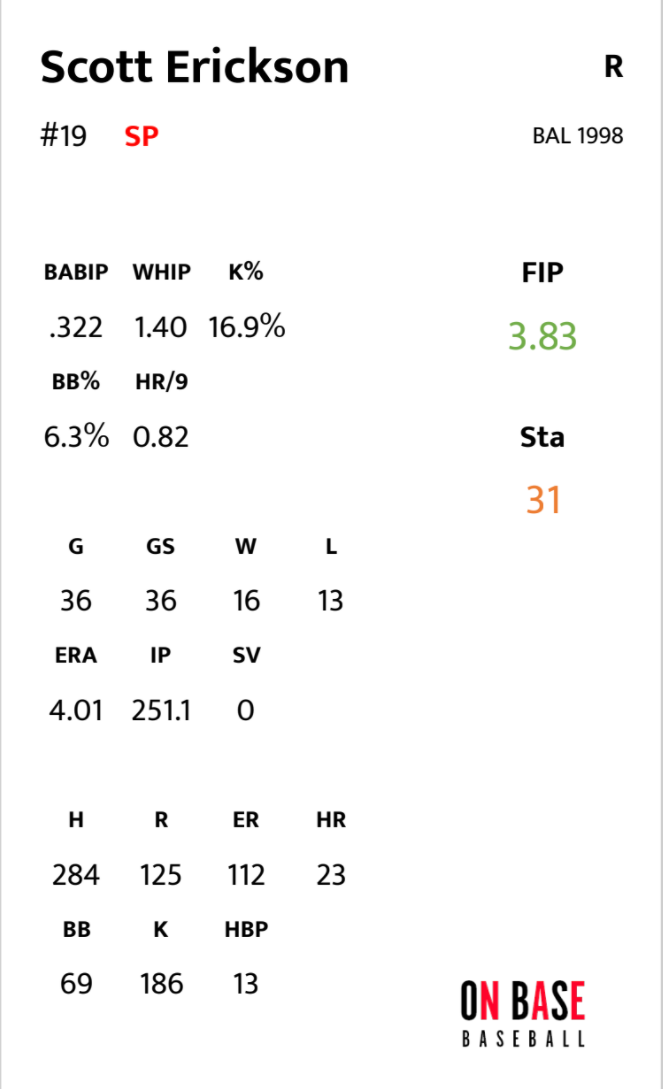 Scott Erickson R
#19 SP BAL 1998
BABIP WHIP K% FIP
.322 1.40 16.9% 3.83
BB% HR/9
6.3% 0.82 Sta
31
G GS W L
36 36 16 13
ERA IP SV
4.01 251.1 0
H R ER HR
284 125 112 23
BB K HBP
69 186 13
ON BASE
BASEBALL